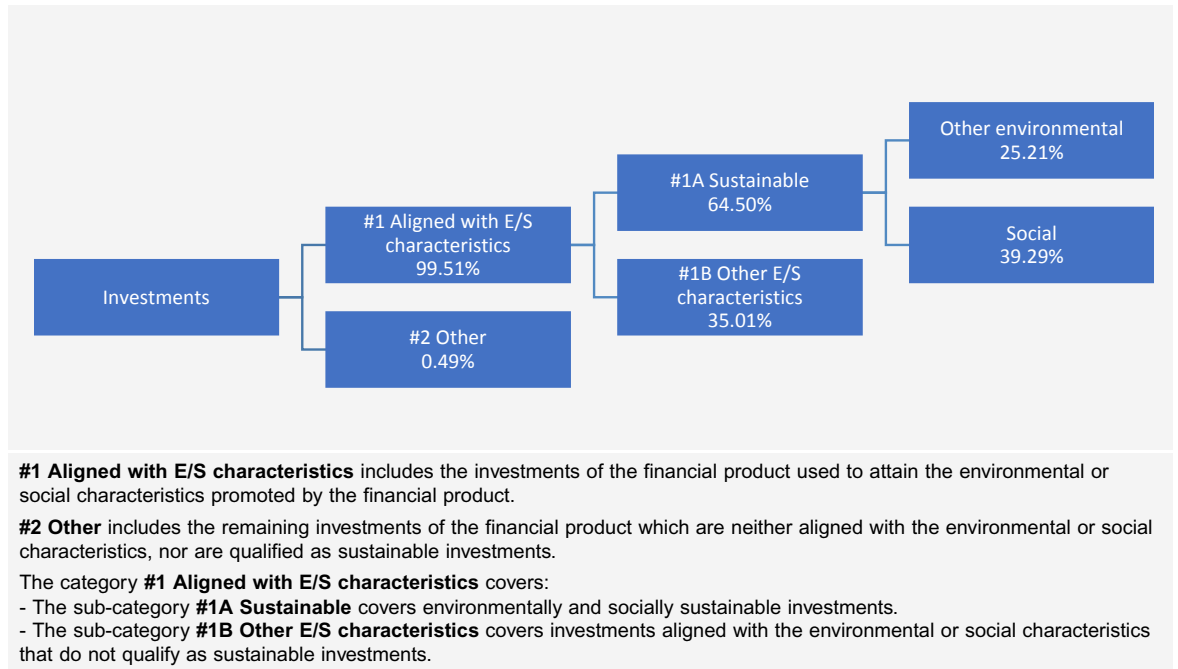 Other environmental
25.21%
#1A Sustainable
64.50%
#1 Aligned with E/S
characteristics
99.51%
Social
39.29%
Investments
#1B Other E/S
characteristics
35.01%
#2 Other
0.49%
#1 Aligned with E/S characteristics includes the investments of the financial product used to attain the environmental or
social characteristics promoted by the financial product.
#2 Other includes the remaining investments of the financial product which are neither aligned with the environmental or social
characteristics, nor are qualified as sustainable investments.
The category #1 Aligned with E/S characteristics covers:
- The sub-category #1A Sustainable covers environmentally and socially sustainable investments.
- The sub-category #1B Other E/S characteristics covers investments aligned with the environmental or social characteristics
that do not qualify as sustainable investments.